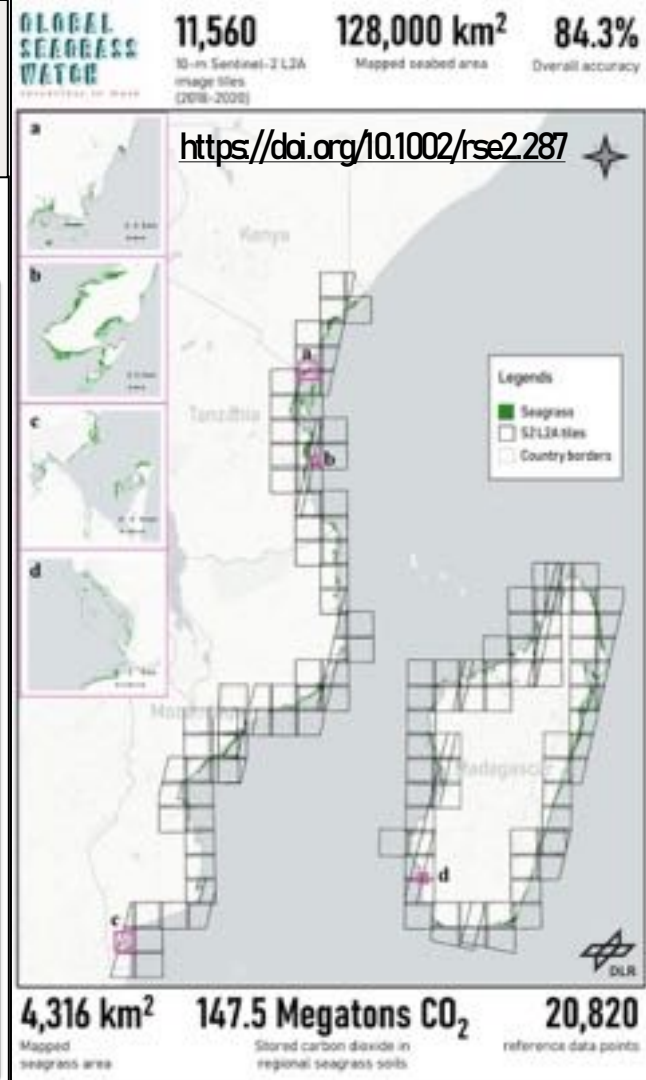 GLOBAL
SEAGRASS
WATCH
11,560
10-m Sentinel-2 L2A
image tiles
(2018-2020)
128,000 km²
Mapped seabed area
84.3%
Overall accuracy
https://doi.org/10.1002/rse2.287
a
b
c
d
Kenya
Tanzania
Madagascar
a
b
c
d
Legends
Seagrass
S2 L2A tiles
Country borders
DLR
4,316 km²
Mapped
seagrass area
147.5 Megatons CO₂
Stored carbon dioxide in
regional seagrass soils
20,820
reference data points